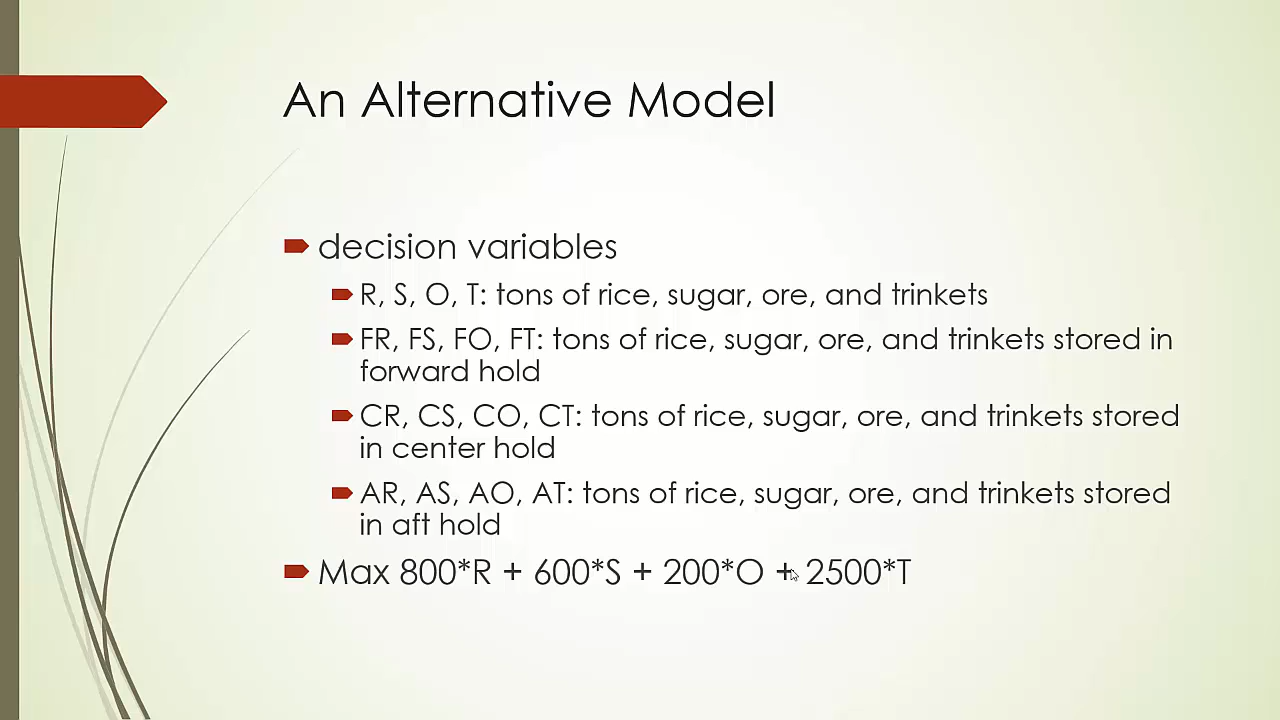 An Alternative Model
decision variables
R, S, O, T: tons of rice, sugar, ore, and trinkets
FR, FS, FO, FT: tons of rice, sugar, ore, and trinkets stored in
forward hold
CR, CS, CO, CT: tons of rice, sugar, ore, and trinkets stored
in center hold
AR, AS, AO, AT: tons of rice, sugar, ore, and trinkets stored
in aft hold
Max 800*R + 600*S + 200*O + 2500*T